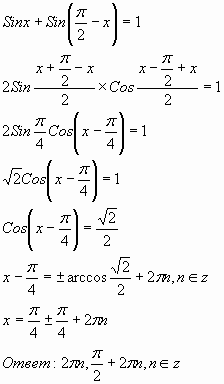 Sinx + Sin(π/2 − x) = 1
2Sin (x + π/2 − x)/2 × Cos (x − π/2 + x)/2 = 1
2Sin π/4 Cos(x − π/4) = 1
√2Cos(x − π/4) = 1
Cos(x − π/4) = √2/2
x − π/4 = ± arccos √2/2 + 2πn, n ∈ z
x = π/4 ± π/4 + 2πn
Ответ : 2πn, π/2 + 2πn, n ∈ z